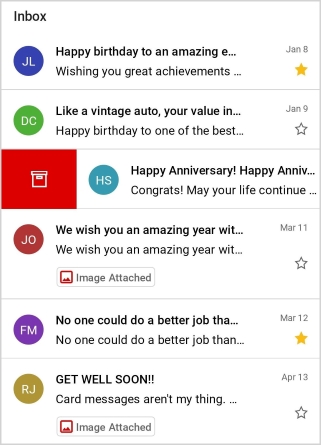 Inbox
JL
Happy birthday to an amazing e...
Jan 8
Wishing you great achievements ...
DC
Like a vintage auto, your value in...
Jan 9
Happy birthday to one of the best...
HS
Happy Anniversary! Happy Anniv...
Congrats! May your life continue ...
JO
We wish you an amazing year wit...
Mar 11
We wish you an amazing year wit...
Image Attached
FM
No one could do a better job tha...
Mar 12
No one could do a better job than...
RJ
GET WELL SOON!!
Apr 13
Card messages aren't my thing. ...
Image Attached